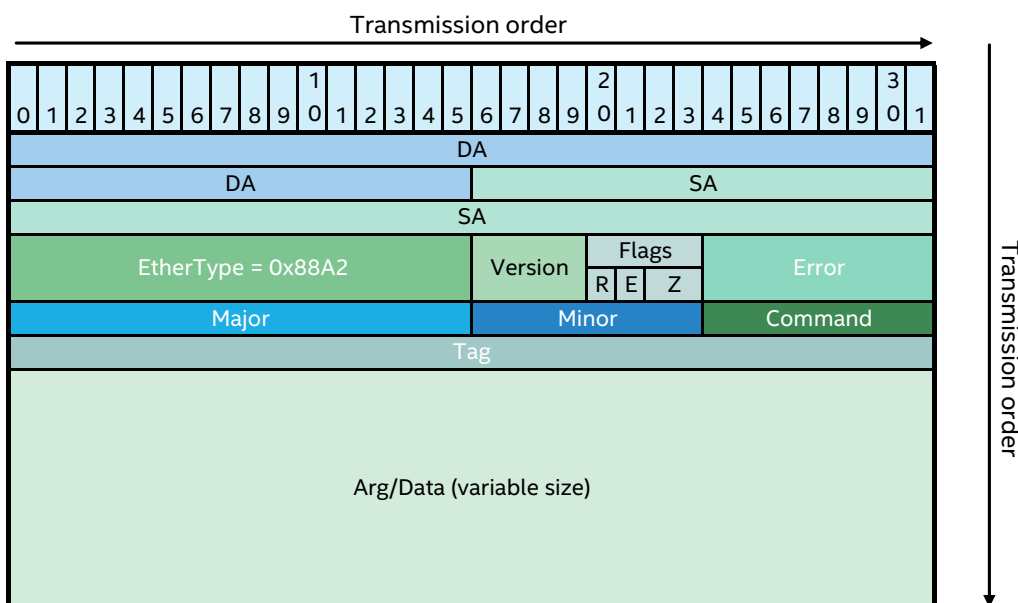 Transmission order
1 2 3
0 1 2 3 4 5 6 7 8 9 0 1 2 3 4 5 6 7 8 9 0 1 2 3 4 5 6 7 8 9 0 1
DA
DA SA
SA
EtherType = 0x88A2 Version Flags Error
R E Z
Major Minor Command
Tag
Arg/Data (variable size)
Transmission order